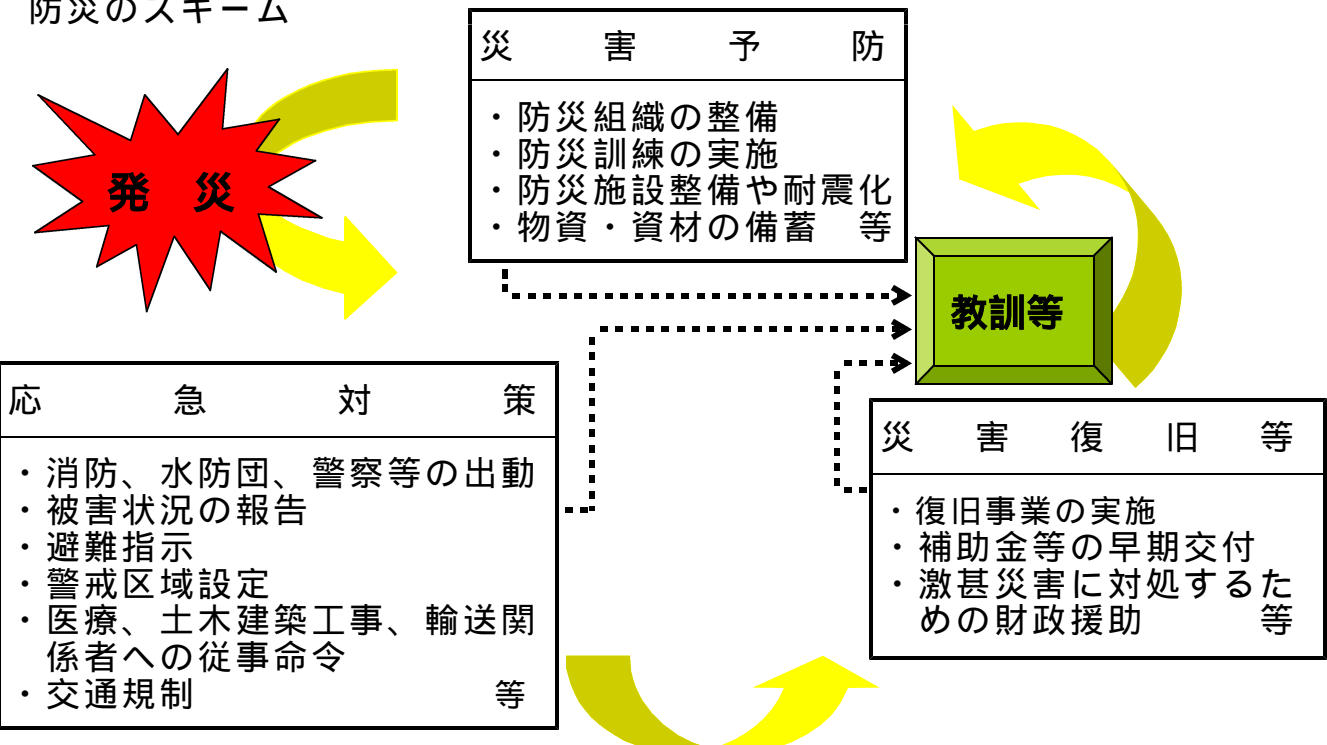 防災のスキーム
災害予防
・防災組織の整備
・防災訓練の実施
・防災施設整備や耐震化
・物資・資材の備蓄　等
発　災
教訓等
応急対策
・消防、水防団、警察等の出動
・被害状況の報告
・避難指示
・警戒区域設定
・医療、土木建築工事、輸送関
係者への従事命令
・交通規制　等
災害復旧等
・復旧事業の実施
・補助金等の早期交付
・激甚災害に対処するた
めの財政援助　等